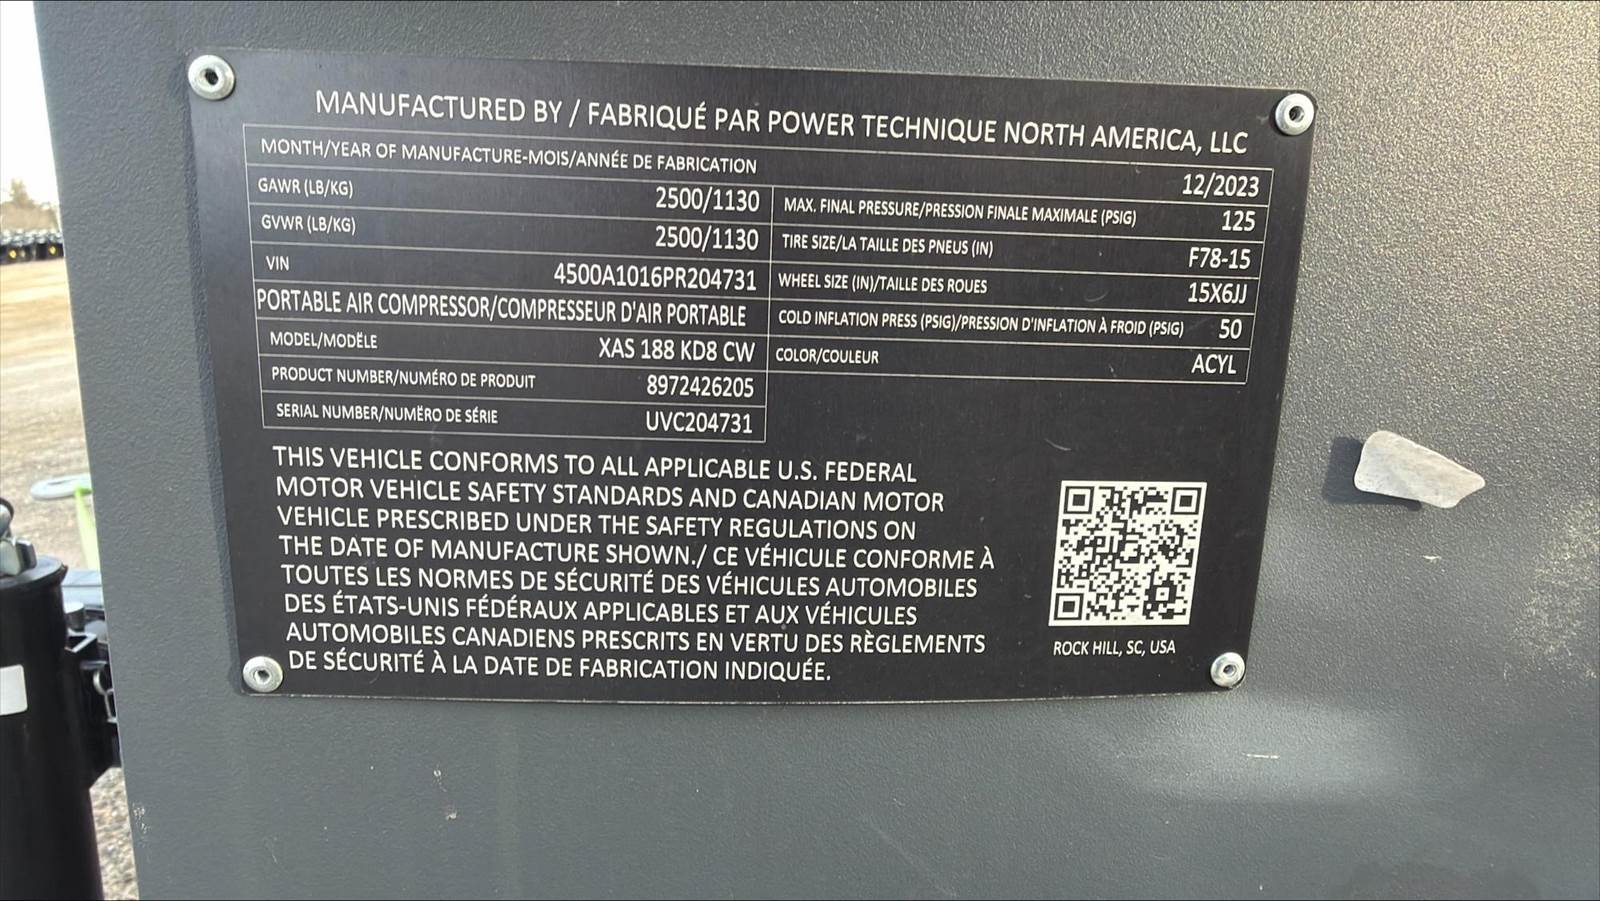 MANUFACTURED BY / FABRIQUÉ PAR POWER TECHNIQUE NORTH AMERICA, LLC
MONTH/YEAR OF MANUFACTURE-MOIS/ANNÉE DE FABRICATION 12/2023
GAWR (LB/KG) 2500/1130
GVWR (LB/KG) 2500/1130
VIN 4500A1016PR204731
PORTABLE AIR COMPRESSOR/COMPRESSEUR D'AIR PORTABLE
MODEL/MODËLE XAS 188 KD8 CW
PRODUCT NUMBER/NUMÉRO DE PRODUIT 8972426205
SERIAL NUMBER/NUMËRO DE SÉRIE UVC204731
MAX. FINAL PRESSURE/PRESSION FINALE MAXIMALE (PSIG) 125
TIRE SIZE/LA TAILLE DES PNEUS (IN) F78-15
WHEEL SIZE (IN)/TAILLE DES ROUES 15X6JJ
COLD INFLATION PRESS (PSIG)/PRESSION D'INFLATION À FROID (PSIG) 50
COLOR/COULEUR ACYL
THIS VEHICLE CONFORMS TO ALL APPLICABLE U.S. FEDERAL
MOTOR VEHICLE SAFETY STANDARDS AND CANADIAN MOTOR
VEHICLE PRESCRIBED UNDER THE SAFETY REGULATIONS ON
THE DATE OF MANUFACTURE SHOWN./ CE VÉHICULE CONFORME À
TOUTES LES NORMES DE SÉCURITÉ DES VÉHICULES AUTOMOBILES
DES ÉTATS-UNIS FÉDÉRAUX APPLICABLES ET AUX VÉHICULES
AUTOMOBILES CANADIENS PRESCRITS EN VERTU DES RÈGLEMENTS
DE SÉCURITÉ À LA DATE DE FABRICATION INDIQUÉE.
ROCK HILL, SC, USA